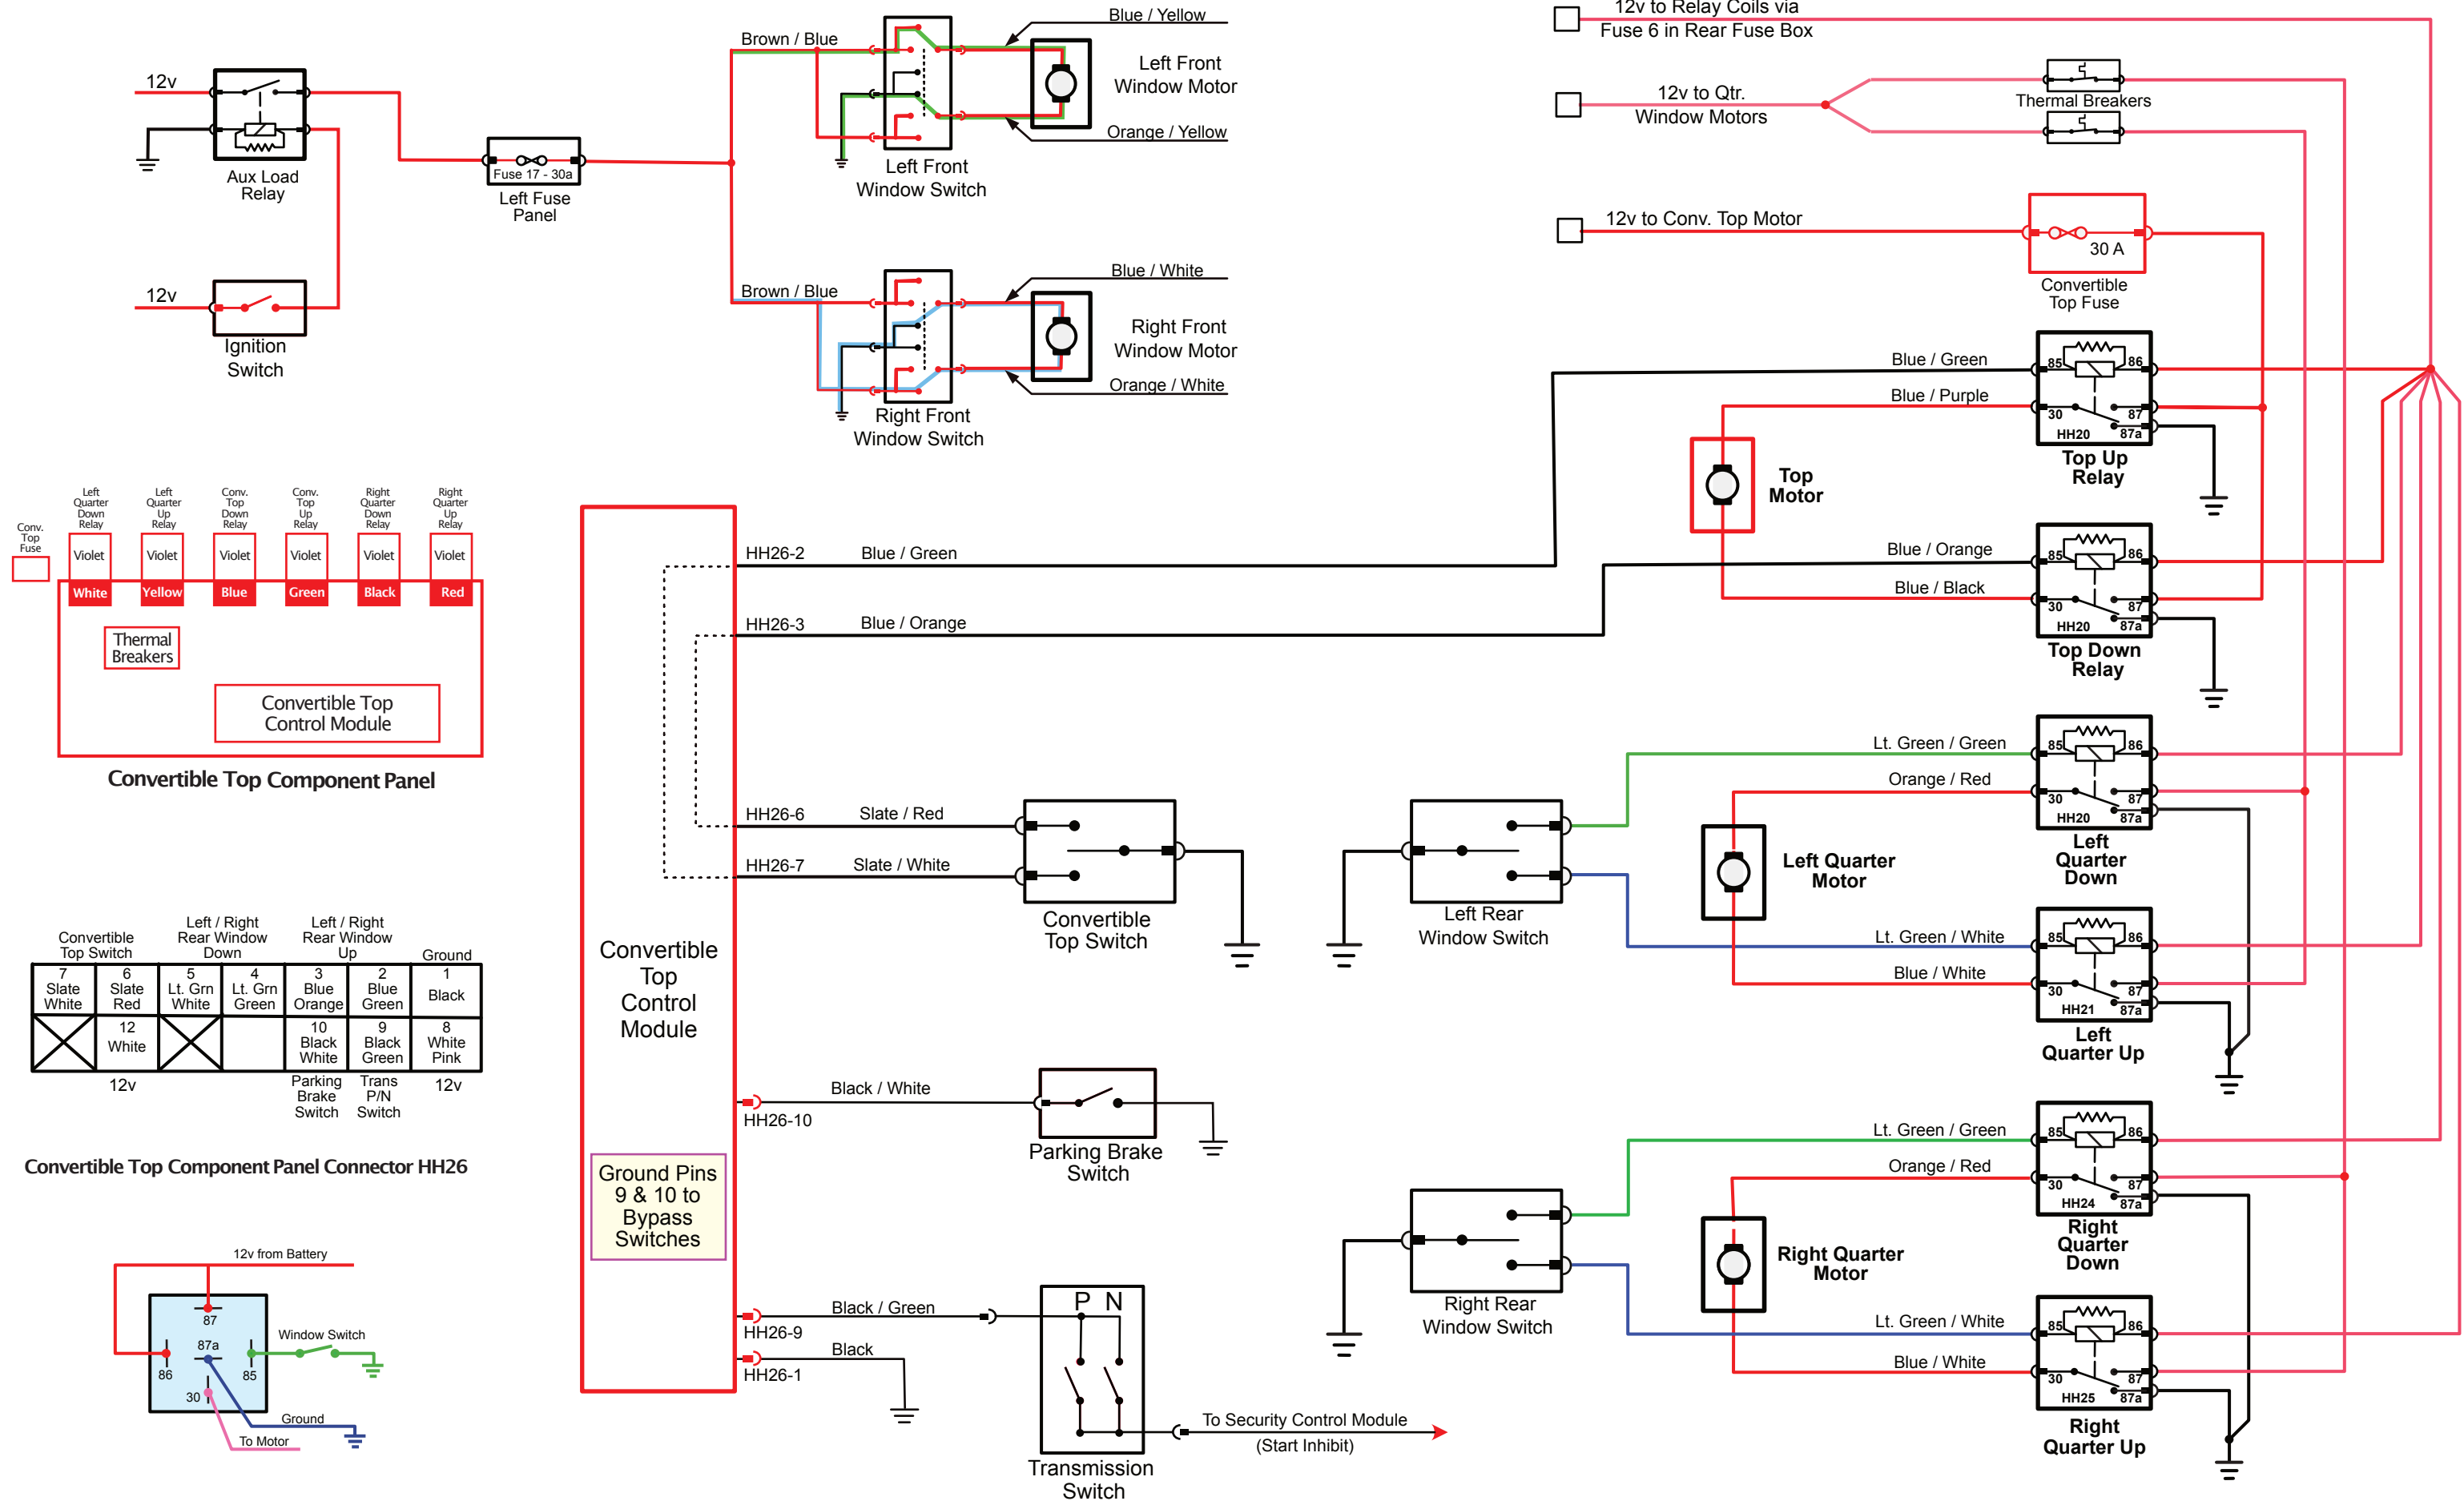 12v
Aux Load
Relay
12v
Ignition
Switch
Fuse 17 - 30a
Left Fuse
Panel
Brown / Blue
Blue / Yellow
Left Front
Window Motor
Orange / Yellow
Left Front
Window Switch
Brown / Blue
Blue / White
Right Front
Window Motor
Orange / White
Right Front
Window Switch
12v to Relay Coils via
Fuse 6 in Rear Fuse Box
12v to Qtr.
Window Motors
Thermal Breakers
12v to Conv. Top Motor
30 A
Convertible
Top Fuse
Blue / Green
Blue / Purple
85
86
30
87
HH20
87a
Top Up
Relay
Top
Motor
Blue / Orange
Blue / Black
85
86
30
87
HH20
87a
Top Down
Relay
Conv.
Top
Fuse
Left
Quarter
Down
Relay
Left
Quarter
Up
Relay
Conv.
Top
Down
Relay
Conv.
Top
Up
Relay
Right
Quarter
Down
Relay
Right
Quarter
Up
Relay
Violet
Violet
Violet
Violet
Violet
Violet
White
Yellow
Blue
Green
Black
Red
Thermal
Breakers
Convertible Top
Control Module
Convertible Top Component Panel
HH26-2
Blue / Green
HH26-3
Blue / Orange
HH26-6
Slate / Red
HH26-7
Slate / White
Convertible
Top Switch
Convertible
Top
Control
Module
Left Rear
Window Switch
Lt. Green / Green
Orange / Red
85
86
30
87
HH20
87a
Left
Quarter
Down
Left Quarter
Motor
Lt. Green / White
Blue / White
85
86
30
87
HH21
87a
Left
Quarter Up
Convertible
Top Switch
Left / Right
Rear Window
Down
Left / Right
Rear Window
Up
Ground
7
Slate
White
6
Slate
Red
5
Lt. Grn
White
4
Lt. Grn
Green
3
Blue
Orange
2
Blue
Green
1
Black
12
White
10
Black
White
9
Black
Green
8
White
Pink
12v
Parking
Brake
Switch
Trans
P/N
Switch
12v
Convertible Top Component Panel Connector HH26
HH26-10
Black / White
Parking Brake
Switch
Ground Pins
9 & 10 to
Bypass
Switches
HH26-9
Black / Green
HH26-1
Black
P N
To Security Control Module
(Start Inhibit)
Transmission
Switch
Right Rear
Window Switch
Lt. Green / Green
Orange / Red
85
86
30
87
HH24
87a
Right
Quarter
Down
Right Quarter
Motor
Lt. Green / White
Blue / White
85
86
30
87
HH25
87a
Right
Quarter Up
12v from Battery
87
87a
86
85
30
Window Switch
Ground
To Motor